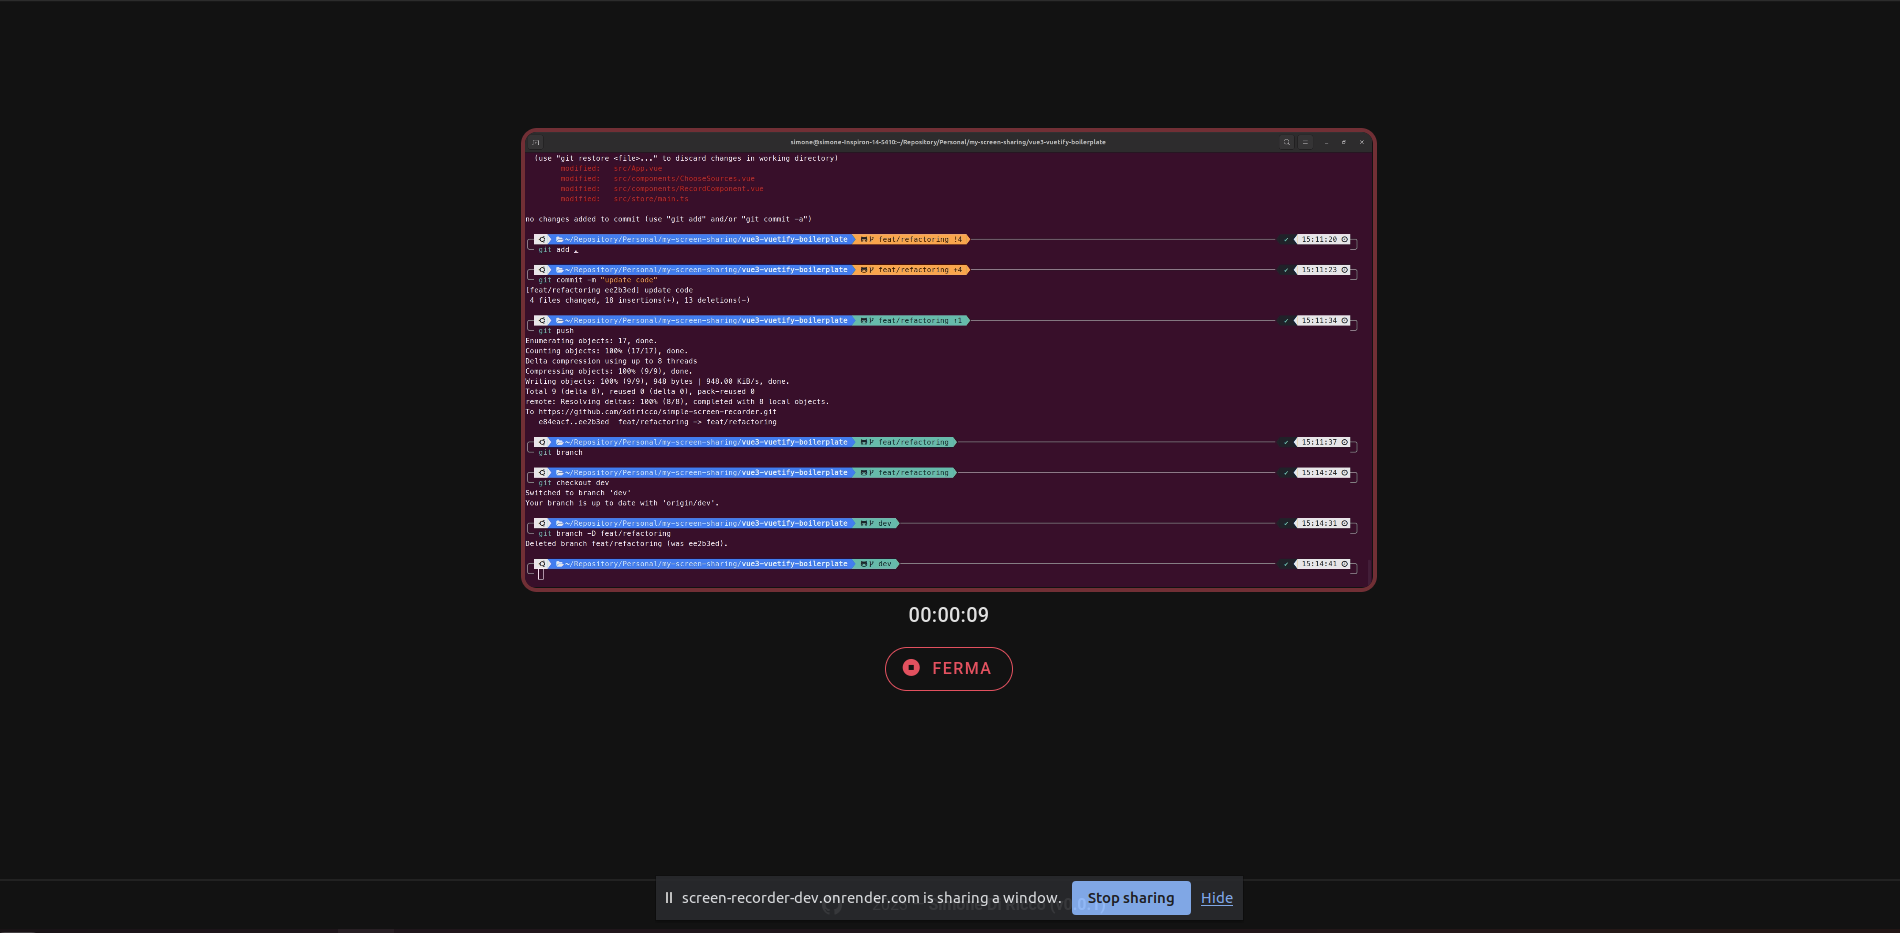 simone@simone-Inspiron-14-5410:~/Repository/Personal/my-screen-sharing/vue3-vuetify-boilerplate
(use "git restore <file>..." to discard changes in working directory)
modified:   src/App.vue
modified:   src/components/ChooseSources.vue
modified:   src/components/RecordComponent.vue
modified:   src/store/main.ts
no changes added to commit (use "git add" and/or "git commit -a")
~/Repository/Personal/my-screen-sharing/vue3-vuetify-boilerplate feat/refactoring !4 ✓ 15:11:20
git add .
~/Repository/Personal/my-screen-sharing/vue3-vuetify-boilerplate feat/refactoring +4 ✓ 15:11:23
git commit -m "update code"
[feat/refactoring ee2b3ed] update code
4 files changed, 18 insertions(+), 13 deletions(-)
~/Repository/Personal/my-screen-sharing/vue3-vuetify-boilerplate feat/refactoring ↑1 ✓ 15:11:34
git push
Enumerating objects: 17, done.
Counting objects: 100% (17/17), done.
Delta compression using up to 8 threads
Compressing objects: 100% (9/9), done.
Writing objects: 100% (9/9), 948 bytes | 948.00 KiB/s, done.
Total 9 (delta 8), reused 0 (delta 0), pack-reused 0
remote: Resolving deltas: 100% (8/8), completed with 8 local objects.
To https://github.com/sdiricco/simple-screen-recorder.git
e84eacf..ee2b3ed  feat/refactoring -> feat/refactoring
~/Repository/Personal/my-screen-sharing/vue3-vuetify-boilerplate feat/refactoring ✓ 15:11:37
git branch
~/Repository/Personal/my-screen-sharing/vue3-vuetify-boilerplate feat/refactoring ✓ 15:14:24
git checkout dev
Switched to branch 'dev'
Your branch is up to date with 'origin/dev'.
~/Repository/Personal/my-screen-sharing/vue3-vuetify-boilerplate dev ✓ 15:14:31
git branch -D feat/refactoring
Deleted branch feat/refactoring (was ee2b3ed).
~/Repository/Personal/my-screen-sharing/vue3-vuetify-boilerplate dev ✓ 15:14:41
00:00:09
FERMA
screen-recorder-dev.onrender.com is sharing a window. Stop sharing Hide